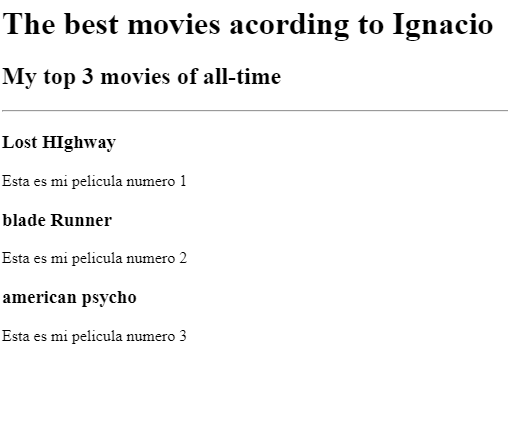 The best movies acording to Ignacio
My top 3 movies of all-time
Lost HIghway
Esta es mi pelicula numero 1
blade Runner
Esta es mi pelicula numero 2
american psycho
Esta es mi pelicula numero 3